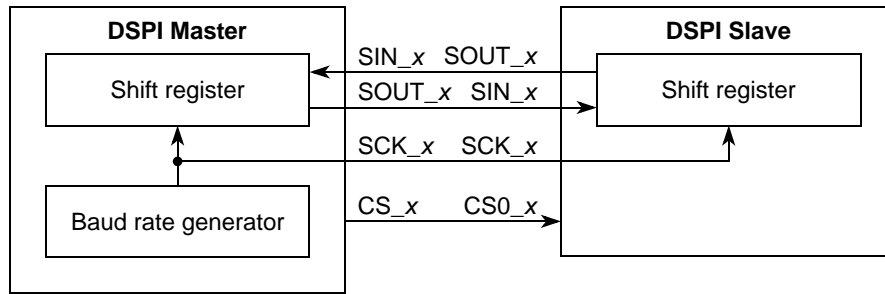 DSPI Master
DSPI Slave
Shift register
SIN_x SOUT_x
SOUT_x SIN_x
Shift register
SCK_x SCK_x
Baud rate generator
CS_x CS0_x